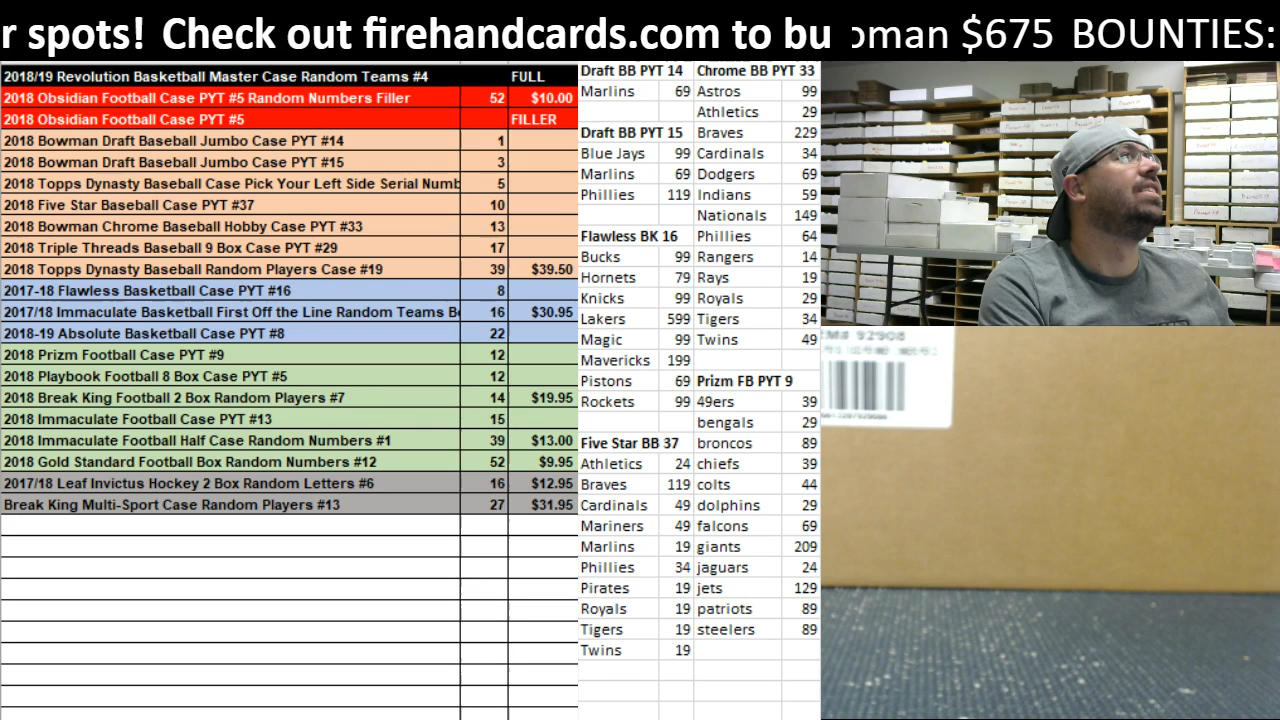 r spots! Check out firehandcards.com to bu
oman $675 BOUNTIES:
2018/19 Revolution Basketball Master Case Random Teams #4 FULL
2018 Obsidian Football Case PYT #5 Random Numbers Filler 52 $10.00
2018 Obsidian Football Case PYT #5 FILLER
2018 Bowman Draft Baseball Jumbo Case PYT #14 1
2018 Bowman Draft Baseball Jumbo Case PYT #15 3
2018 Topps Dynasty Baseball Case Pick Your Left Side Serial Numb 5
2018 Five Star Baseball Case PYT #37 10
2018 Bowman Chrome Baseball Hobby Case PYT #33 13
2018 Triple Threads Baseball 9 Box Case PYT #29 17
2018 Topps Dynasty Baseball Random Players Case #19 39 $39.50
2017-18 Flawless Basketball Case PYT #16 8
2017/18 Immaculate Basketball First Off the Line Random Teams Bo 16 $30.95
2018-19 Absolute Basketball Case PYT #8 22
2018 Prizm Football Case PYT #9 12
2018 Playbook Football 8 Box Case PYT #5 12
2018 Break King Football 2 Box Random Players #7 14 $19.95
2018 Immaculate Football Case PYT #13 15
2018 Immaculate Football Half Case Random Numbers #1 39 $13.00
2018 Gold Standard Football Box Random Numbers #12 52 $9.95
2017/18 Leaf Invictus Hockey 2 Box Random Letters #6 16 $12.95
Break King Multi-Sport Case Random Players #13 27 $31.95
Draft BB PYT 14
Marlins 69
Draft BB PYT 15
Blue Jays 99
Marlins 69
Phillies 119
Flawless BK 16
Bucks 99
Hornets 79
Knicks 99
Lakers 599
Magic 99
Mavericks 199
Pistons 69
Rockets 99
Five Star BB 37
Athletics 24
Braves 119
Cardinals 49
Mariners 49
Marlins 19
Phillies 34
Pirates 19
Royals 19
Tigers 19
Twins 19
Chrome BB PYT 33
Astros 99
Athletics 29
Braves 229
Cardinals 34
Dodgers 69
Indians 59
Nationals 149
Phillies 64
Rangers 14
Rays 19
Royals 29
Tigers 34
Twins 49
Prizm FB PYT 9
49ers 39
bengals 29
broncos 89
chiefs 39
colts 44
dolphins 29
falcons 69
giants 209
jaguars 24
jets 129
patriots 89
steelers 89
92908